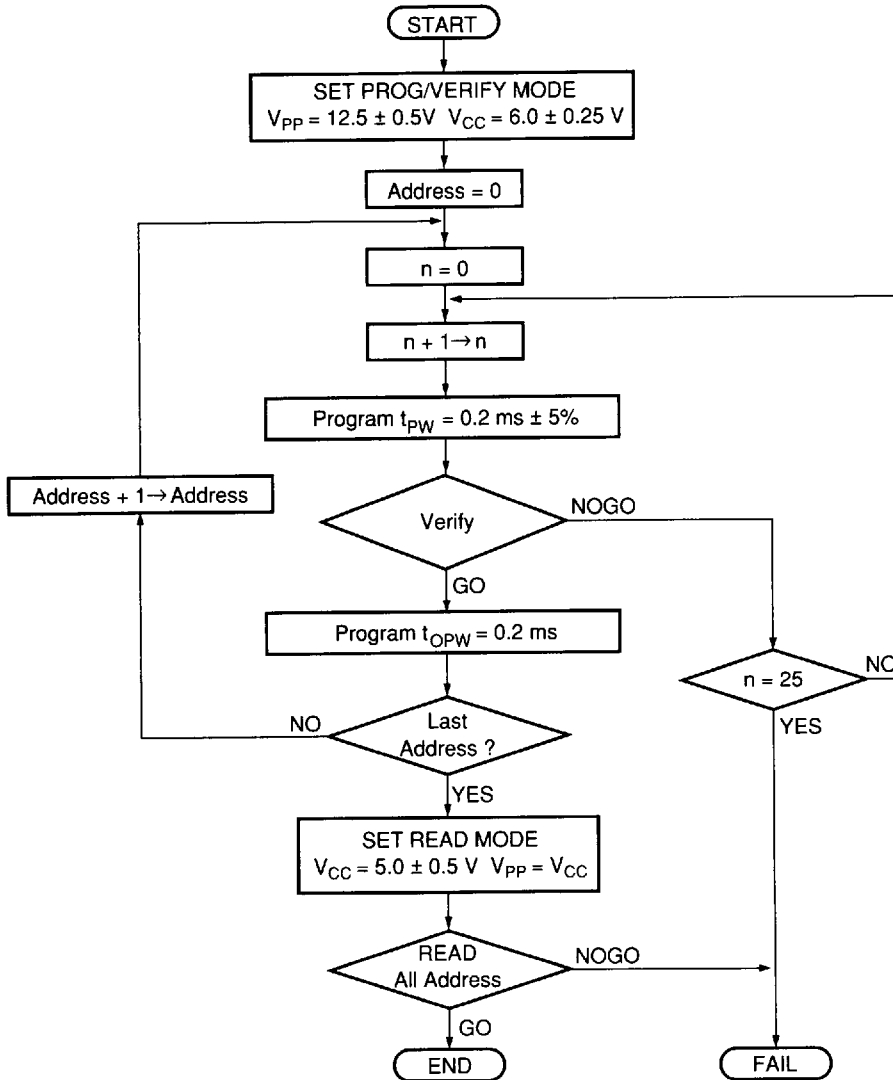 START
SET PROG/VERIFY MODE
V_PP = 12.5 ± 0.5V V_CC = 6.0 ± 0.25 V
Address = 0
n = 0
n + 1→n
Program t_PW = 0.2 ms ± 5%
Address + 1→Address
Verify
NOGO
GO
Program t_OPW = 0.2 ms
n = 25
NO
YES
Last
Address ?
NO
YES
SET READ MODE
V_CC = 5.0 ± 0.5 V V_PP = V_CC
READ
All Address
NOGO
GO
END
FAIL